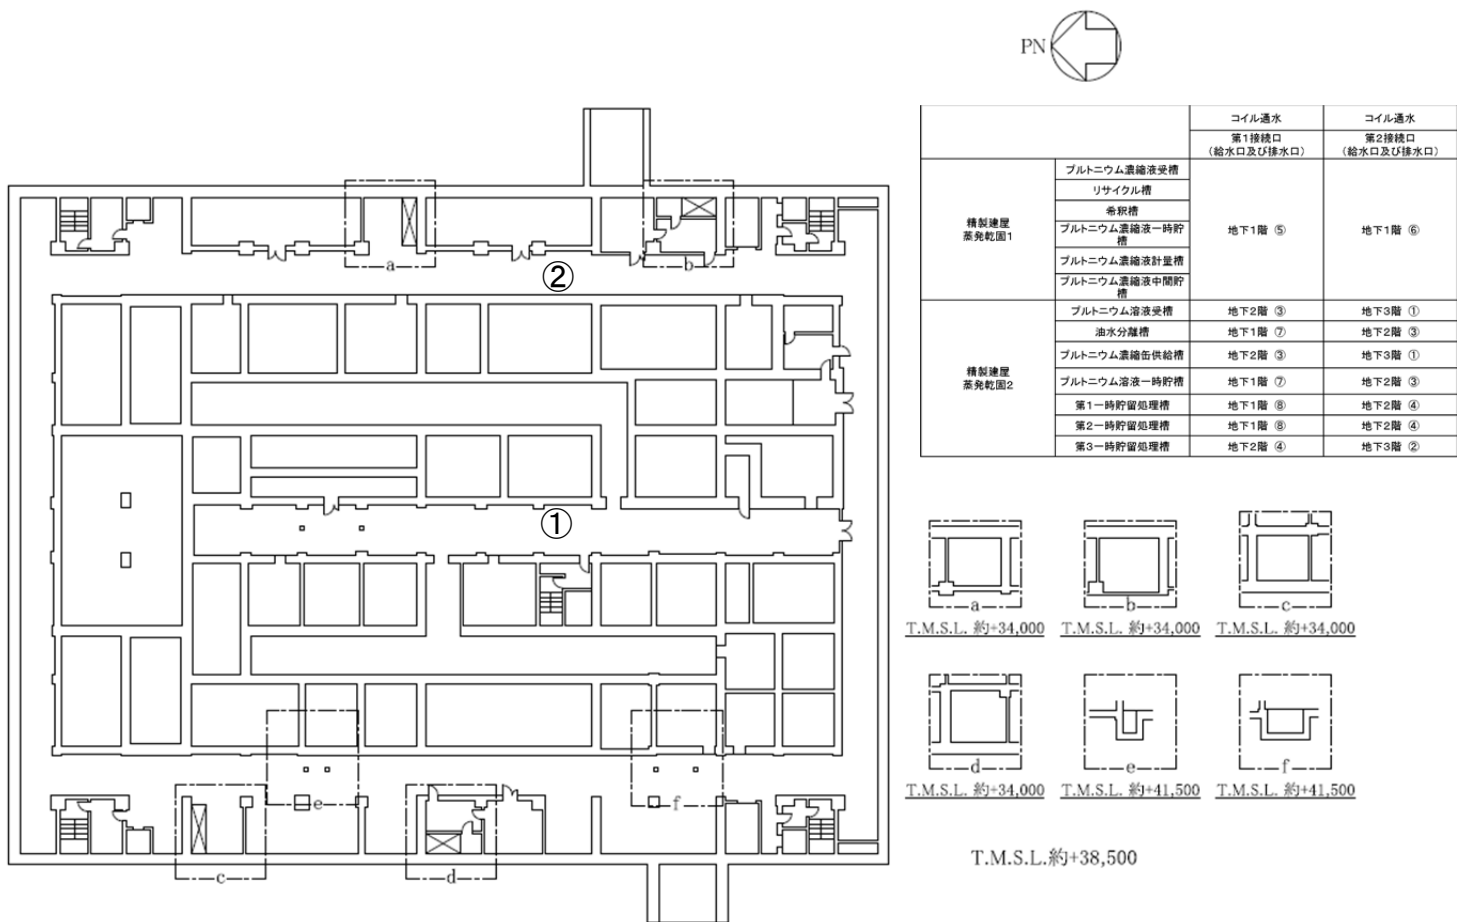 PN
コイル通水
コイル通水
第1接続口
(給水口及び排水口)
第2接続口
(給水口及び排水口)
精製建屋
蒸発乾固1
プルトニウム濃縮液受槽
地下1階 ⑤
地下1階 ⑥
リサイクル槽
希釈槽
プルトニウム濃縮液一時貯
槽
プルトニウム濃縮液計量槽
プルトニウム濃縮液中間貯
槽
精製建屋
蒸発乾固2
プルトニウム溶液受槽
地下2階 ③
地下3階 ①
油水分離槽
地下1階 ⑦
地下2階 ③
プルトニウム濃縮缶供給槽
地下2階 ③
地下3階 ①
プルトニウム溶液一時貯槽
地下1階 ⑦
地下2階 ③
第1一時貯留処理槽
地下1階 ⑧
地下2階 ④
第2一時貯留処理槽
地下1階 ⑧
地下2階 ④
第3一時貯留処理槽
地下2階 ④
地下3階 ②
a
b
②
①
e
f
c
d
a
T.M.S.L. 約+34,000
b
T.M.S.L. 約+34,000
c
T.M.S.L. 約+34,000
d
T.M.S.L. 約+34,000
e
T.M.S.L. 約+41,500
f
T.M.S.L. 約+41,500
T.M.S.L.約+38,500